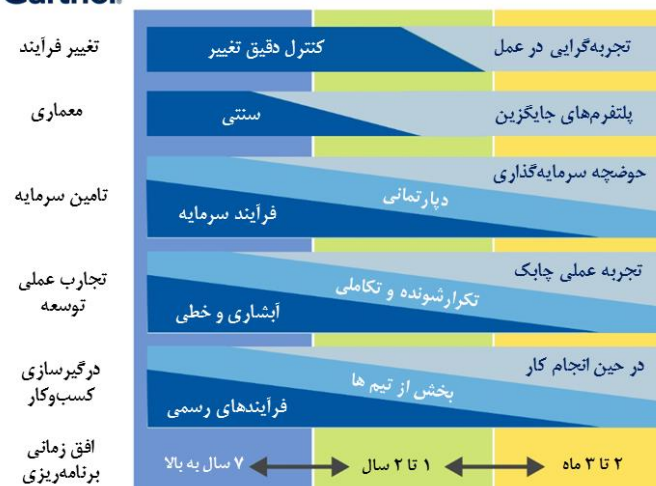 Gartner
تغییر فرآیند
کنترل دقیق تغییر
تجربه‌گرایی در عمل
معماری
سنتی
پلتفرم‌های جایگزین
تامین سرمایه
فرآیند سرمایه
دپارتمانی
حوضچه سرمایه‌گذاری
تجارب عملی
توسعه
آبشاری و خطی
تکرارشونده و تکاملی
تجربه عملی چابک
درگیرسازی
کسب‌وکار
فرآیندهای رسمی
بخش از تیم ها
در حین انجام کار
افق زمانی
برنامه‌ریزی
۷ سال به بالا
۱ تا ۲ سال
۲ تا ۳ ماه